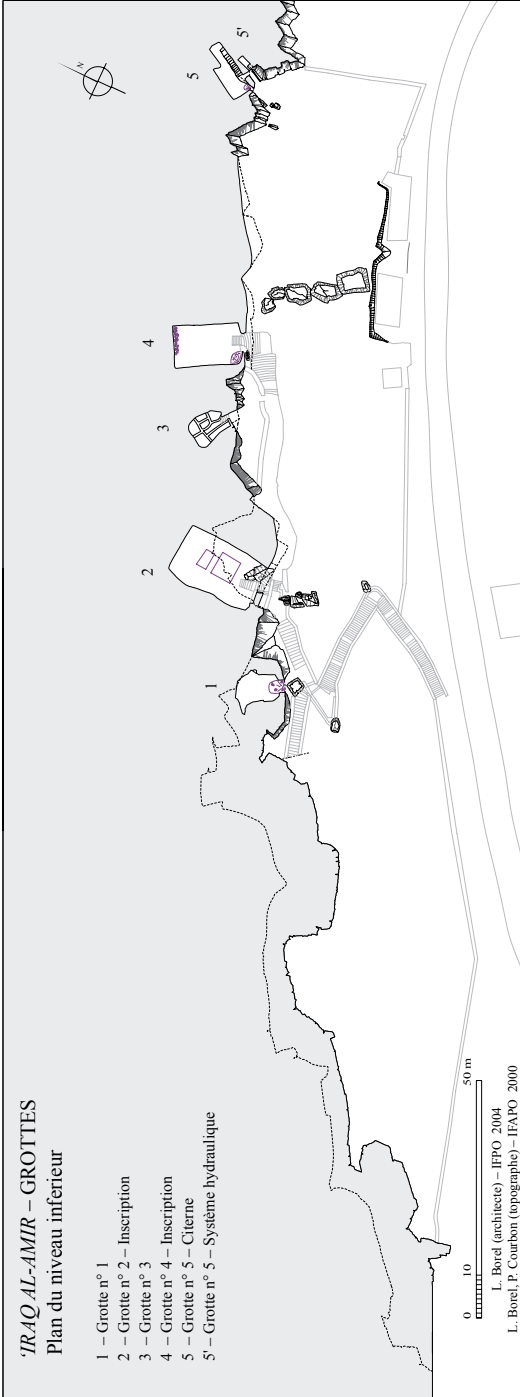 'IRAQ AL-AMIR – GROTTES
Plan du niveau inferieur
1 – Grotte n° 1
2 – Grotte n° 2 – Inscription
3 – Grotte n° 3
4 – Grotte n° 4 – Inscription
5 – Grotte n° 5 – Citerne
5' – Grotte n° 5 – Système hydraulique
1
2
3
4
5
5'
N
0 10 50 m
L. Borel (architecte) – IFPO 2004
L. Borel, P. Courbon (topographe) – IFAPO 2000